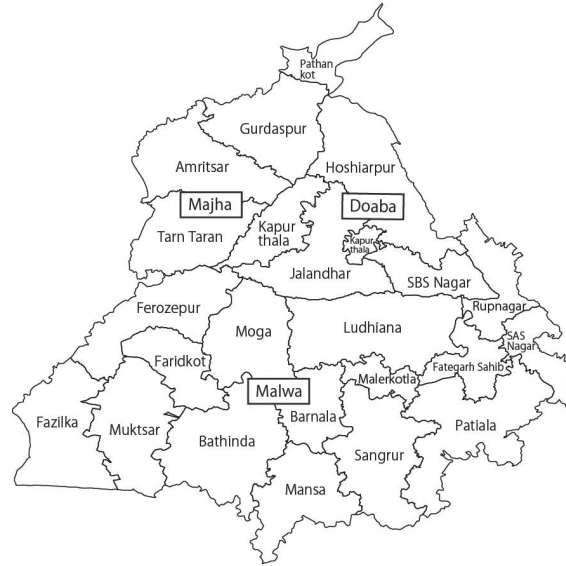 Pathan
kot
Gurdaspur
Amritsar
Hoshiarpur
Majha
Doaba
Tarn Taran
Kapur
thala
Kapur
thala
Jalandhar
SBS Nagar
Ferozepur
Rupnagar
Moga
Ludhiana
SAS
Nagar
Faridkot
Fategarh Sahib
Malerkotla
Malwa
Fazilka
Muktsar
Barnala
Patiala
Bathinda
Sangrur
Mansa